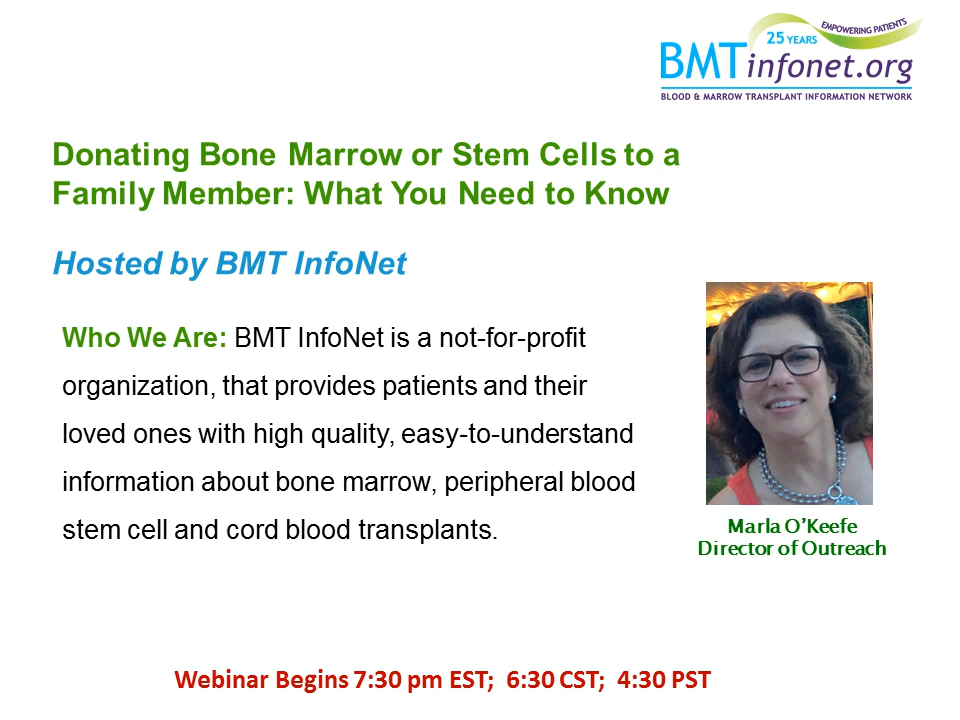 EMPOWERING PATIENTS
25 YEARS
BMTinfonet.org
BLOOD & MARROW TRANSPLANT INFORMATION NETWORK
Donating Bone Marrow or Stem Cells to a
Family Member: What You Need to Know
Hosted by BMT InfoNet
Who We Are: BMT InfoNet is a not-for-profit
organization, that provides patients and their
loved ones with high quality, easy-to-understand
information about bone marrow, peripheral blood
stem cell and cord blood transplants.
Marla O’Keefe
Director of Outreach
Webinar Begins 7:30 pm EST;  6:30 CST;  4:30 PST